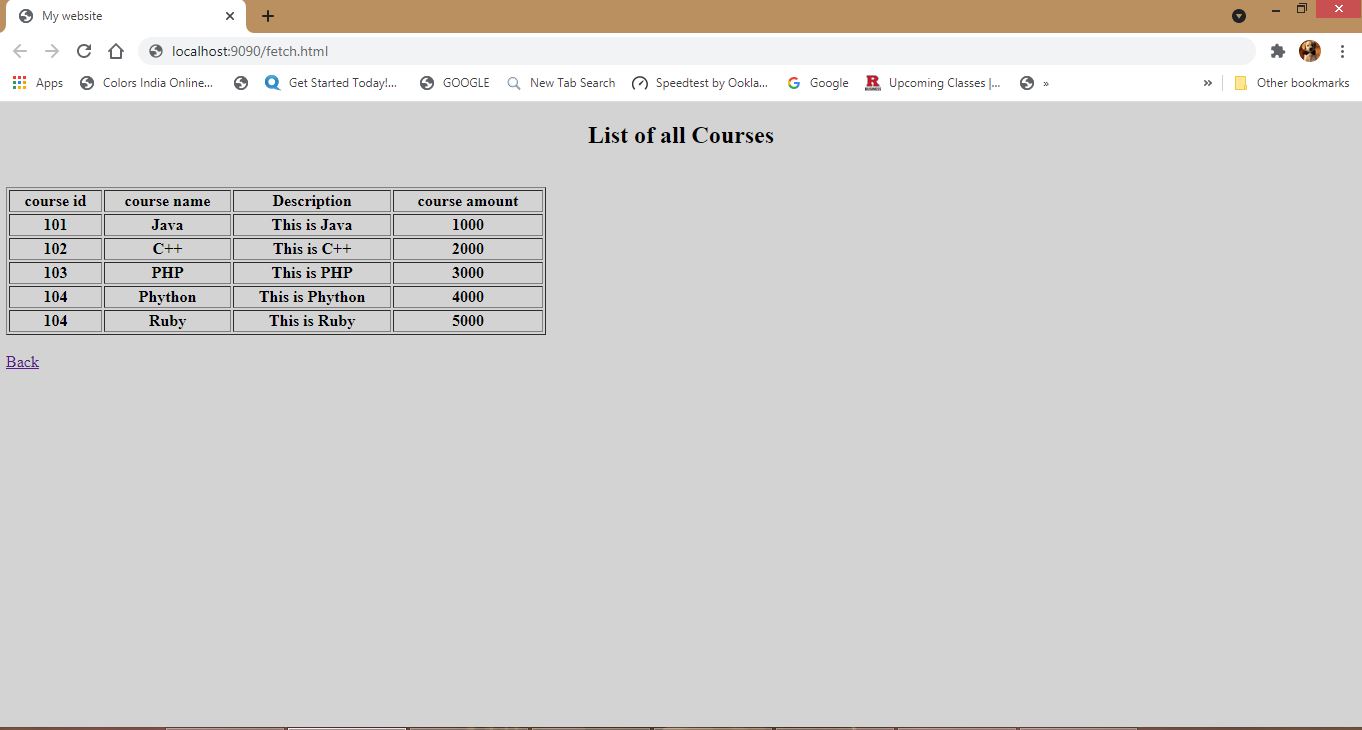 My website
localhost:9090/fetch.html
Apps Colors India Online... Get Started Today!... GOOGLE New Tab Search Speedtest by Ookla... Google R BUSINESS Upcoming Classes |... » » Other bookmarks
List of all Courses
course id course name Description course amount
101 Java This is Java 1000
102 C++ This is C++ 2000
103 PHP This is PHP 3000
104 Phython This is Phython 4000
104 Ruby This is Ruby 5000
Back